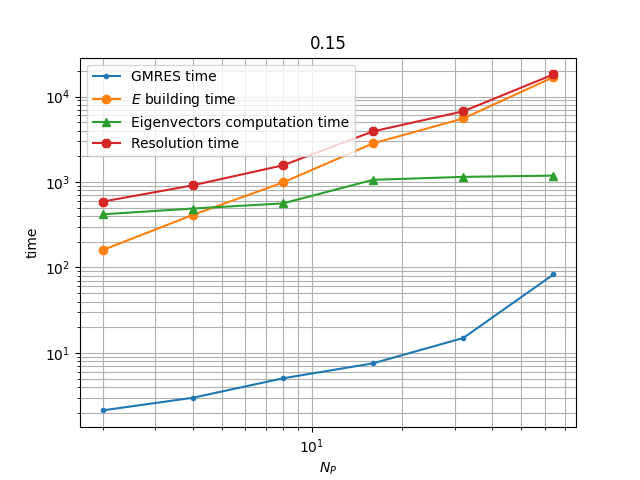 0.15
GMRES time
E building time
Eigenvectors computation time
Resolution time
time
10⁴
10³
10²
10¹
10¹
N_P